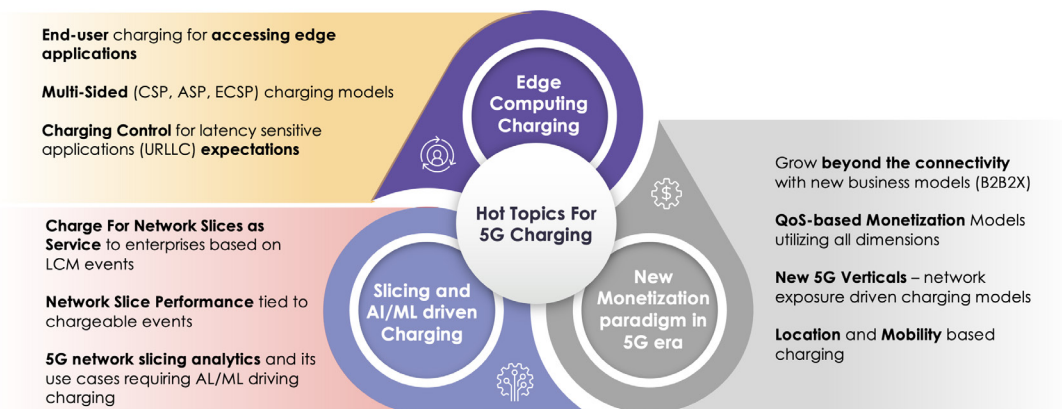 End-user charging for accessing edge
applications
Multi-Sided (CSP, ASP, ECSP) charging models
Charging Control for latency sensitive
applications (URLLC) expectations
Edge
Computing
Charging
Hot Topics For
5G Charging
Charge For Network Slices as
Service to enterprises based on
LCM events
Network Slice Performance tied to
chargeable events
5G network slicing analytics and its
use cases requiring AL/ML driving
charging
Slicing and
AI/ML driven
Charging
New
Monetization
paradigm in
5G era
Grow beyond the connectivity
with new business models (B2B2X)
QoS-based Monetization Models
utilizing all dimensions
New 5G Verticals – network
exposure driven charging models
Location and Mobility based
charging
$